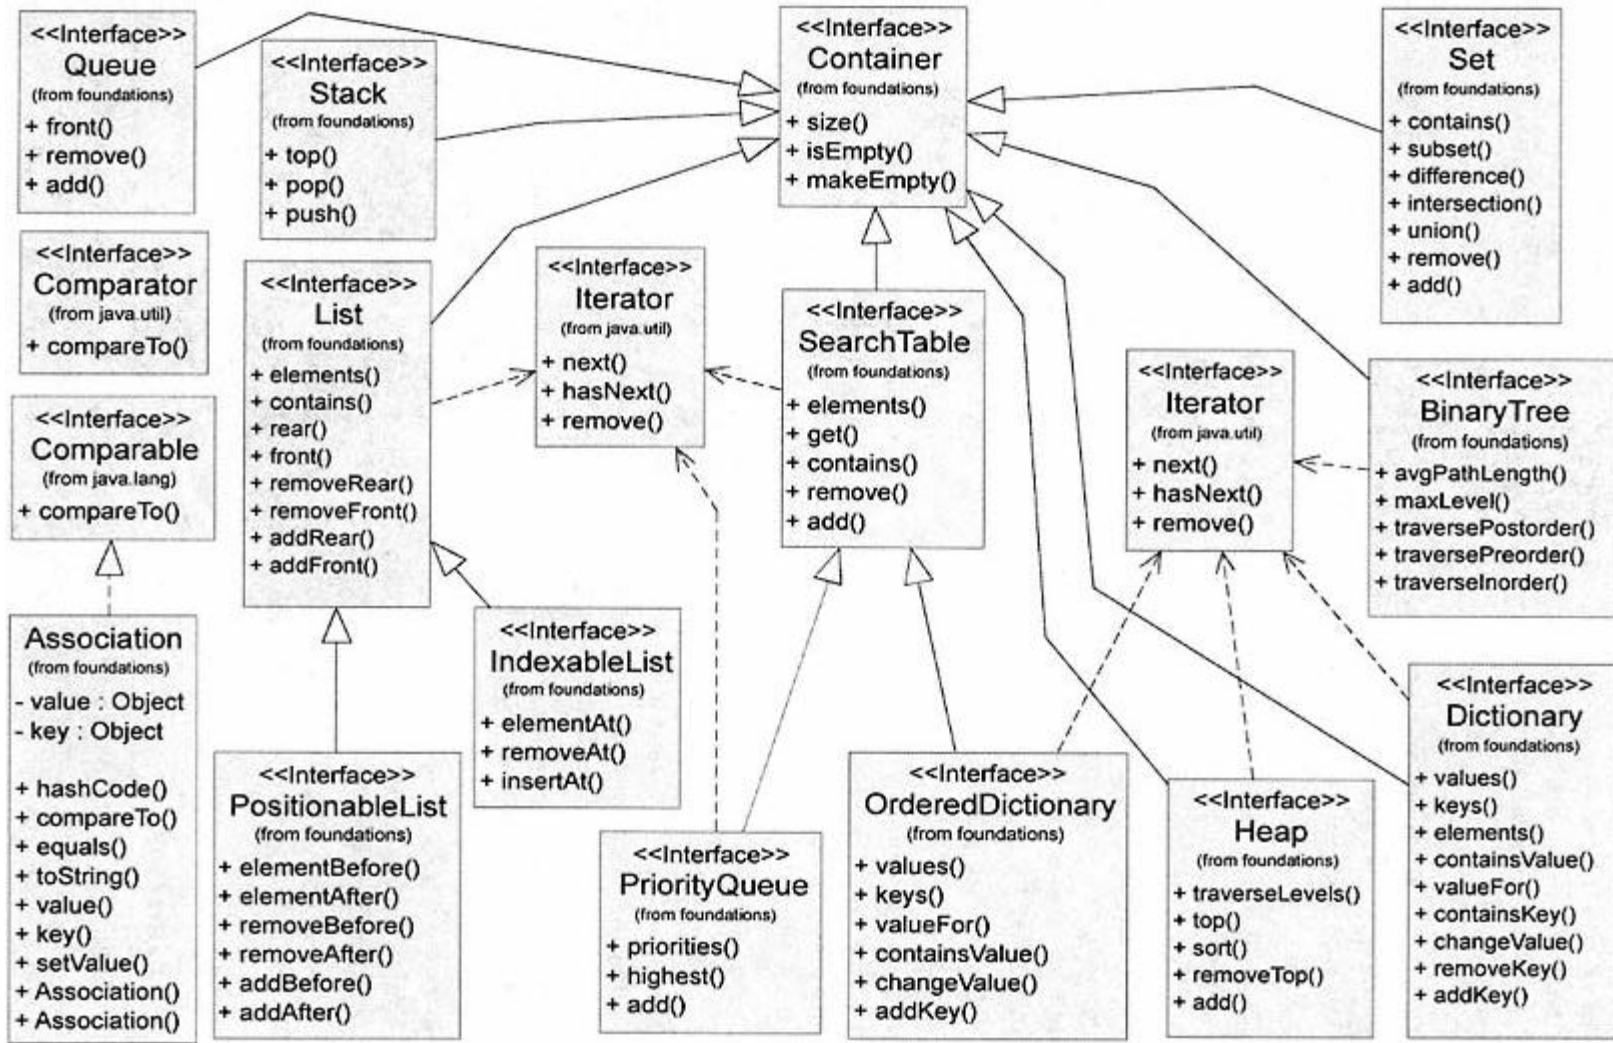 <<Interface>>
Queue
(from foundations)
+ front()
+ remove()
+ add()
<<Interface>>
Stack
(from foundations)
+ top()
+ pop()
+ push()
<<Interface>>
Container
(from foundations)
+ size()
+ isEmpty()
+ makeEmpty()
<<Interface>>
Set
(from foundations)
+ contains()
+ subset()
+ difference()
+ intersection()
+ union()
+ remove()
+ add()
<<Interface>>
Comparator
(from java.util)
+ compareTo()
<<Interface>>
List
(from foundations)
+ elements()
+ contains()
+ rear()
+ front()
+ removeRear()
+ removeFront()
+ addRear()
+ addFront()
<<Interface>>
Iterator
(from java.util)
+ next()
+ hasNext()
+ remove()
<<Interface>>
SearchTable
(from foundations)
+ elements()
+ get()
+ contains()
+ remove()
+ add()
<<Interface>>
Iterator
(from java.util)
+ next()
+ hasNext()
+ remove()
<<Interface>>
BinaryTree
(from foundations)
+ avgPathLength()
+ maxLevel()
+ traversePostorder()
+ traversePreorder()
+ traverseInorder()
<<Interface>>
Comparable
(from java.lang)
+ compareTo()
Association
(from foundations)
- value : Object
- key : Object
+ hashCode()
+ compareTo()
+ equals()
+ toString()
+ value()
+ key()
+ setValue()
+ Association()
+ Association()
<<Interface>>
PositionableList
(from foundations)
+ elementBefore()
+ elementAfter()
+ removeBefore()
+ removeAfter()
+ addBefore()
+ addAfter()
<<Interface>>
IndexableList
(from foundations)
+ elementAt()
+ removeAt()
+ insertAt()
<<Interface>>
PriorityQueue
(from foundations)
+ priorities()
+ highest()
+ add()
<<Interface>>
OrderedDictionary
(from foundations)
+ values()
+ keys()
+ valueFor()
+ containsValue()
+ changeValue()
+ addKey()
<<Interface>>
Heap
(from foundations)
+ traverseLevels()
+ top()
+ sort()
+ removeTop()
+ add()
<<Interface>>
Dictionary
(from foundations)
+ values()
+ keys()
+ elements()
+ containsValue()
+ valueFor()
+ containsKey()
+ changeValue()
+ removeKey()
+ addKey()